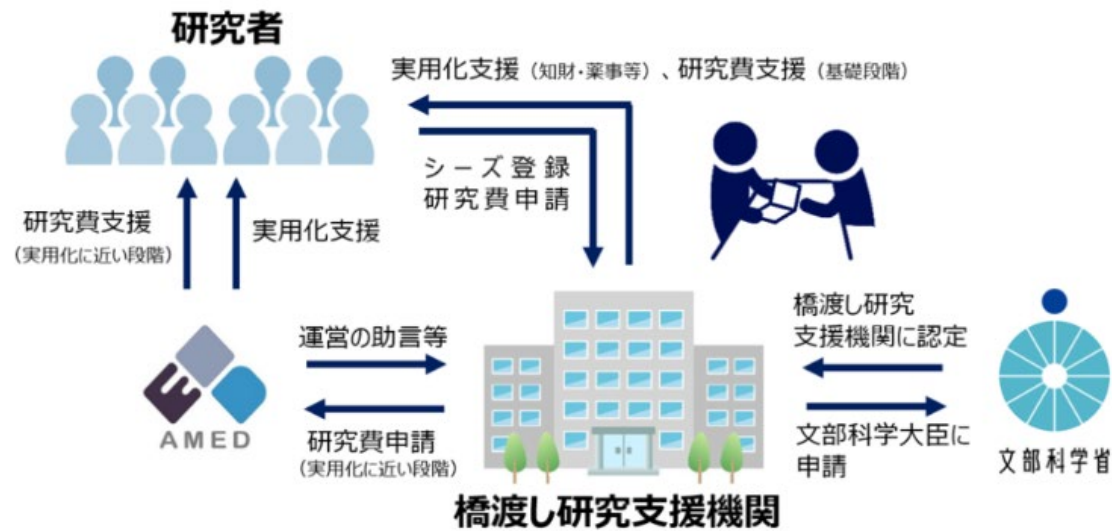 研究者
実用化支援（知財・薬事等）、研究費支援（基礎段階）
シーズ登録
研究費申請
研究費支援
（実用化に近い段階）
実用化支援
運営の助言等
研究費申請
（実用化に近い段階）
AMED
橋渡し研究
支援機関に認定
文部科学大臣に
申請
文部科学省
橋渡し研究支援機関